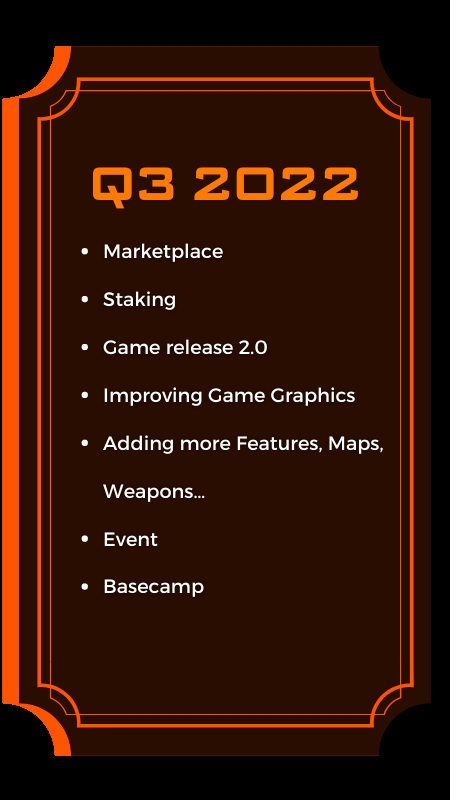 Q3 2022
• Marketplace
• Staking
• Game release 2.0
• Improving Game Graphics
• Adding more Features, Maps,
Weapons...
• Event
• Basecamp